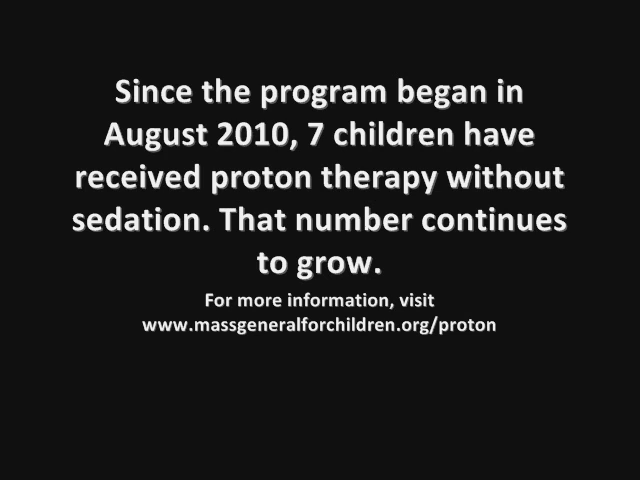 Since the program began in
August 2010, 7 children have
received proton therapy without
sedation. That number continues
to grow.
For more information, visit
www.massgeneralforchildren.org/proton